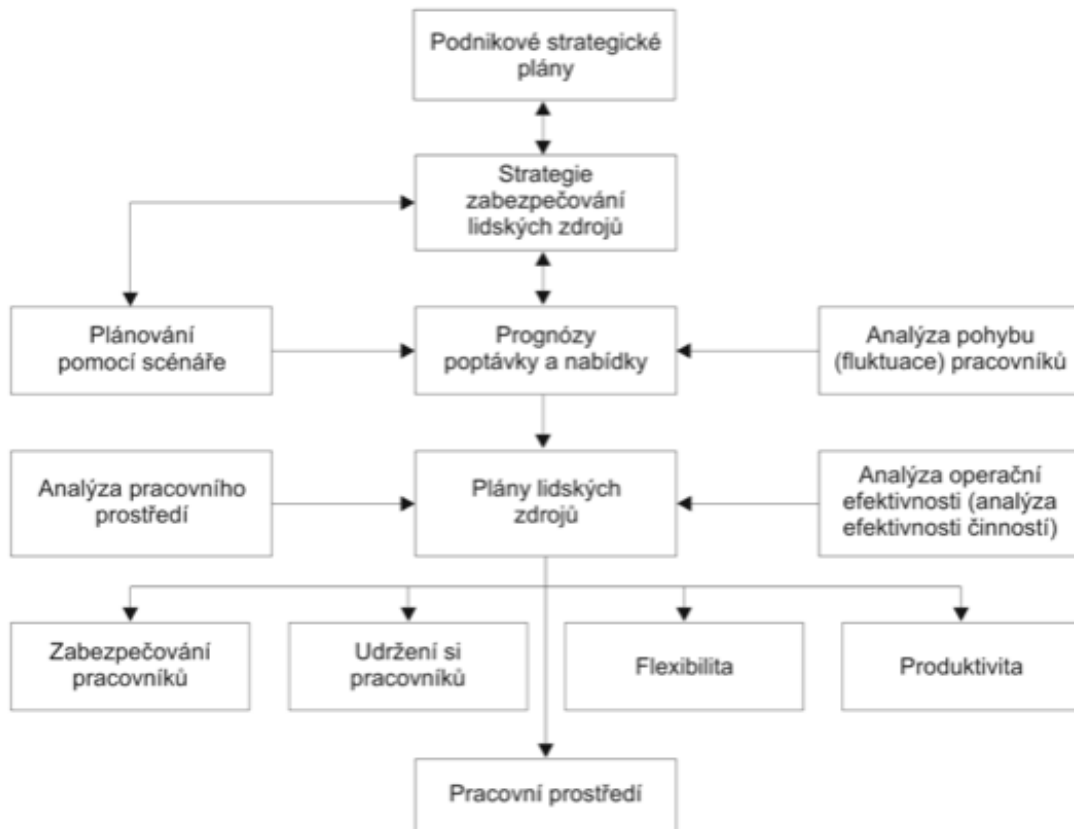 Podnikové strategické
plány
Strategie
zabezpečování
lidských zdrojů
Plánování
pomocí scénáře
Prognózy
poptávky a nabídky
Analýza pohybu
(fluktuace) pracovníků
Analýza pracovního
prostředí
Plány lidských
zdrojů
Analýza operační
efektivnosti (analýza
efektivnosti činností)
Zabezpečování
pracovníků
Udržení si
pracovníků
Flexibilita
Produktivita
Pracovní prostředí